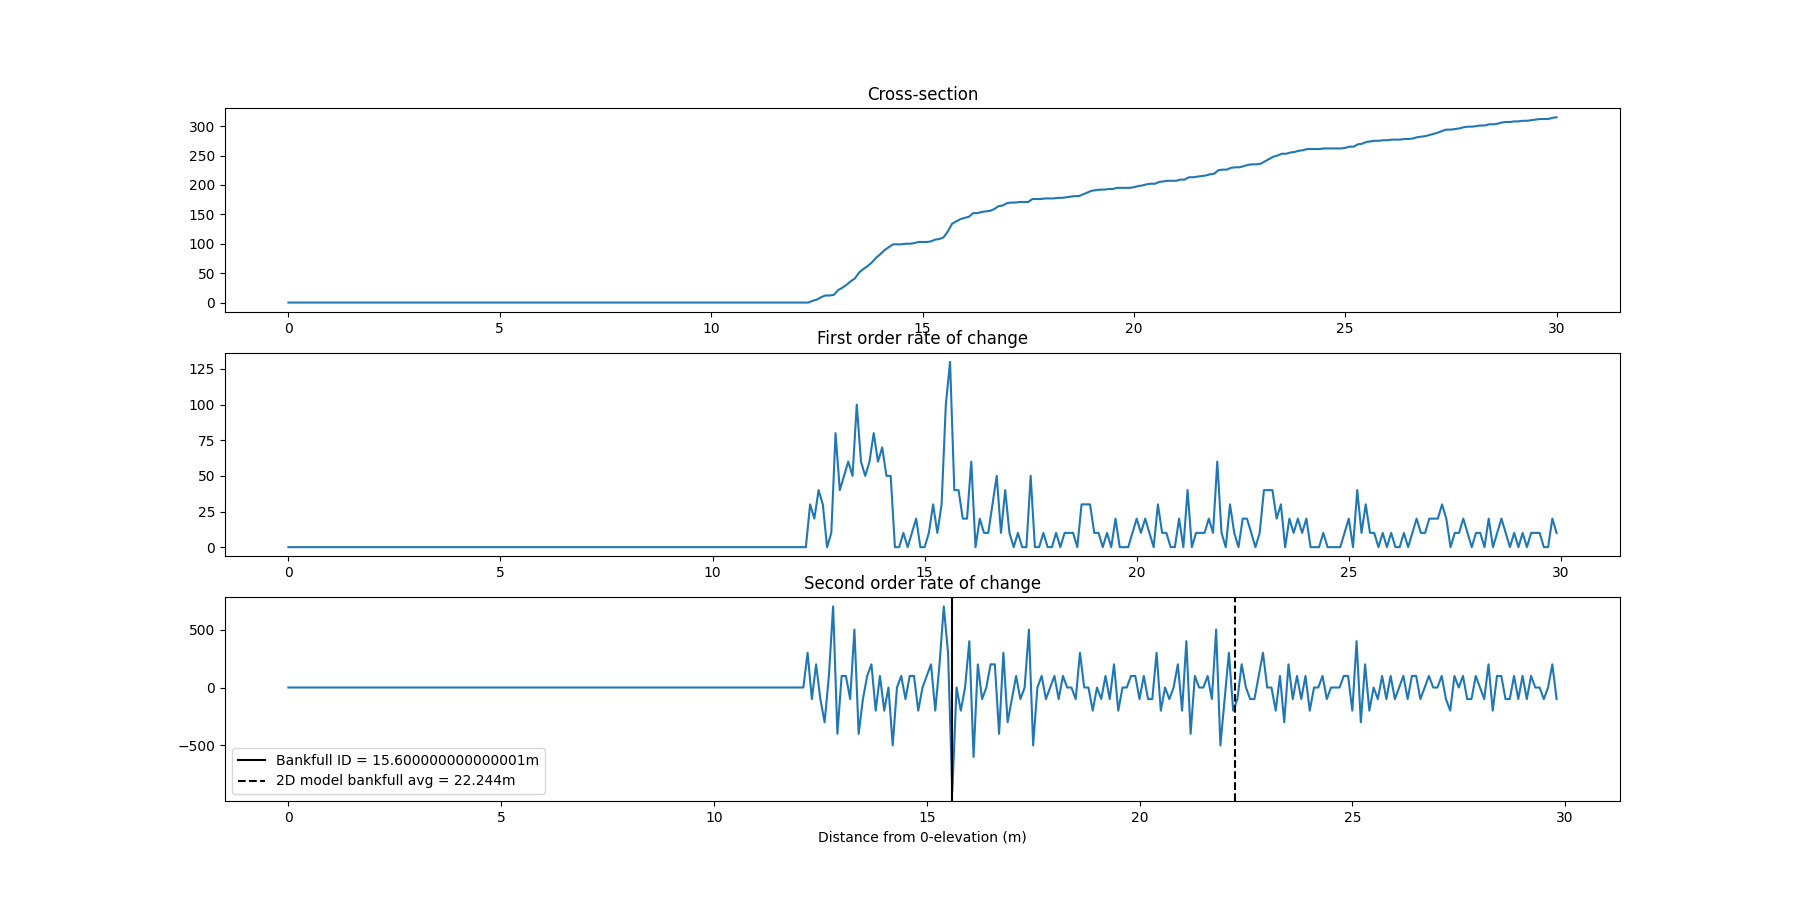 Cross-section
300
250
200
150
100
50
0
0 5 10 15 20 25 30
First order rate of change
125
100
75
50
25
0
0 5 10 15 20 25 30
Second order rate of change
500
0
−500
Bankfull ID = 15.600000000000001m
2D model bankfull avg = 22.244m
0 5 10 15 20 25 30
Distance from 0-elevation (m)